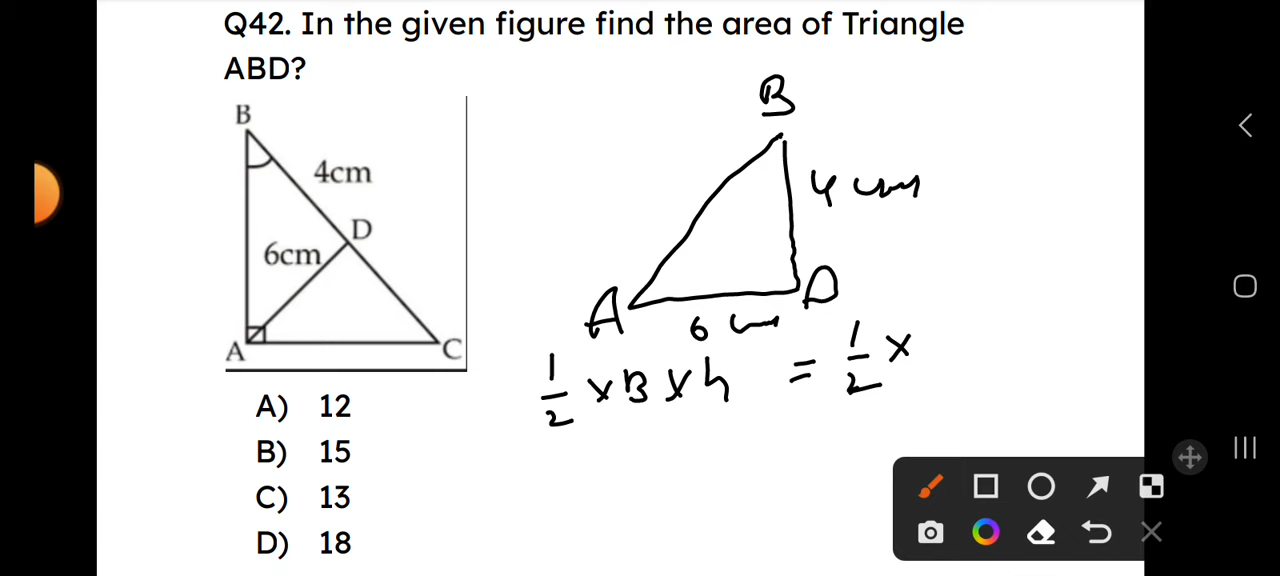 Q42. In the given figure find the area of Triangle
ABD?
B
4cm
D
6cm
A
C
B
4 cm
A
D
6 cm
1/2 × B × h = 1/2 ×
A) 12
B) 15
C) 13
D) 18